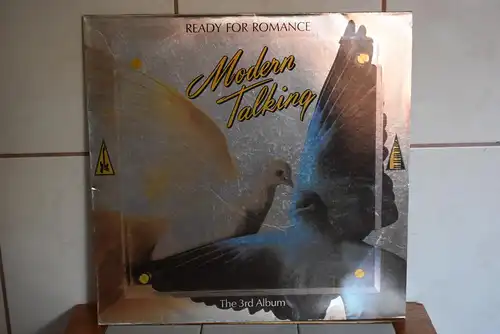 READY FOR ROMANCE
Modern
Talking
The 3rd Album